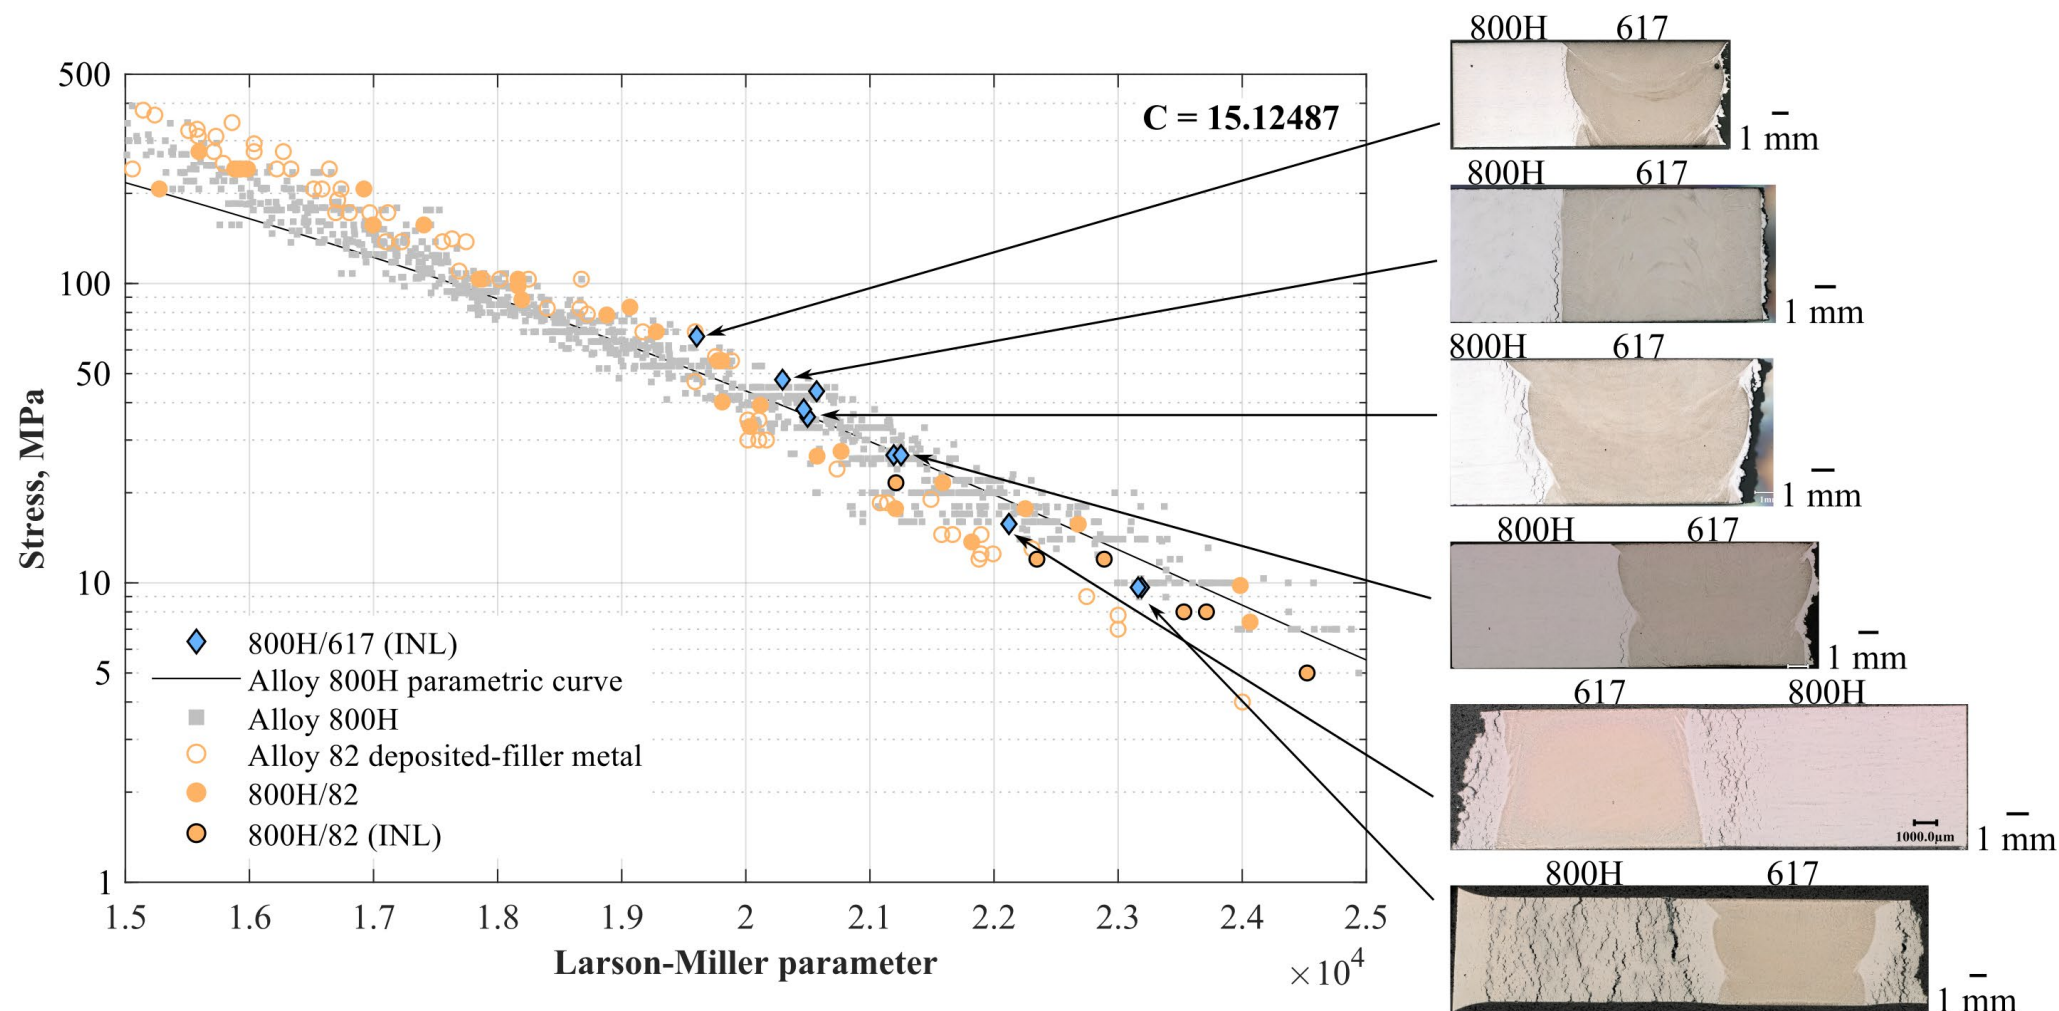 500
100
50
10
5
1
Stress, MPa
1.5 1.6 1.7 1.8 1.9 2 2.1 2.2 2.3 2.4 2.5
Larson-Miller parameter
×10⁴
C = 15.12487
800H/617 (INL)
Alloy 800H parametric curve
Alloy 800H
Alloy 82 deposited-filler metal
800H/82
800H/82 (INL)
800H 617
1 mm
800H 617
1 mm
800H 617
1 mm
800H 617
1 mm
617 800H
1000.0µm
1 mm
800H 617
1 mm